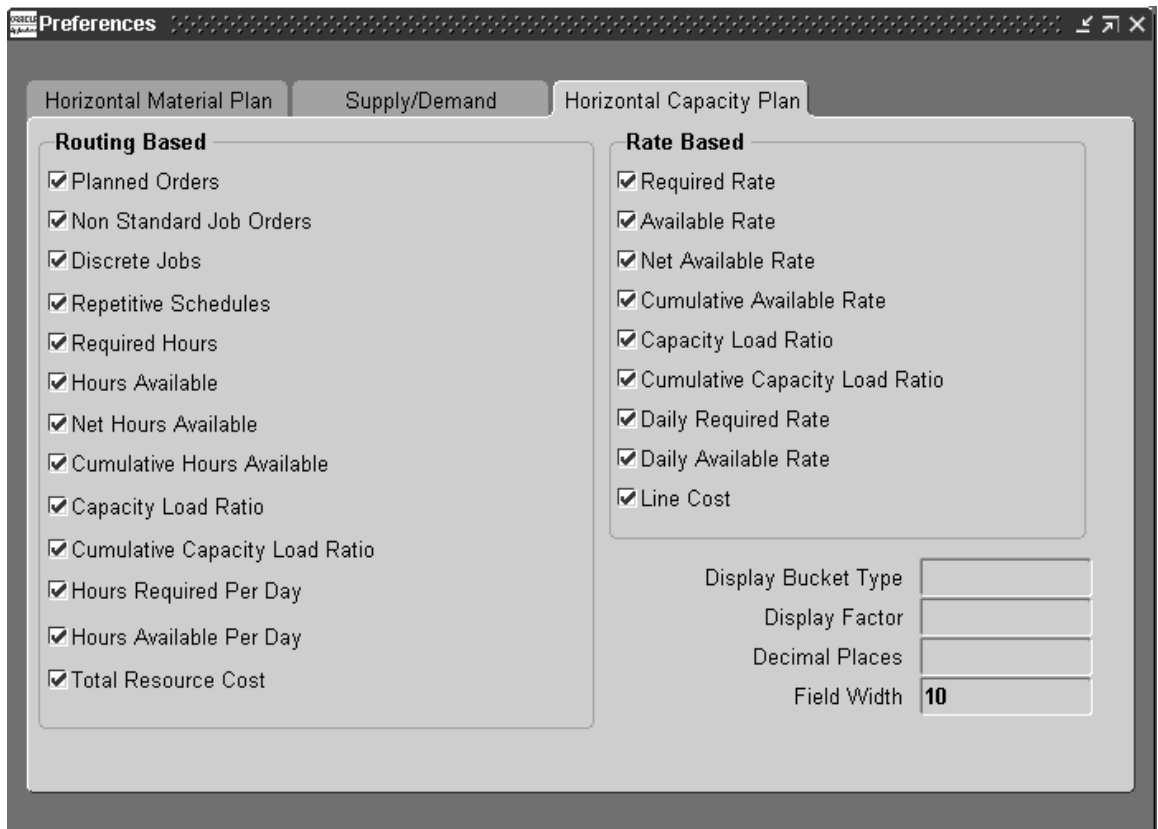 ORACLE
Applications
Preferences
Horizontal Material Plan
Supply/Demand
Horizontal Capacity Plan
Routing Based
Planned Orders
Non Standard Job Orders
Discrete Jobs
Repetitive Schedules
Required Hours
Hours Available
Net Hours Available
Cumulative Hours Available
Capacity Load Ratio
Cumulative Capacity Load Ratio
Hours Required Per Day
Hours Available Per Day
Total Resource Cost
Rate Based
Required Rate
Available Rate
Net Available Rate
Cumulative Available Rate
Capacity Load Ratio
Cumulative Capacity Load Ratio
Daily Required Rate
Daily Available Rate
Line Cost
Display Bucket Type
Display Factor
Decimal Places
Field Width 10